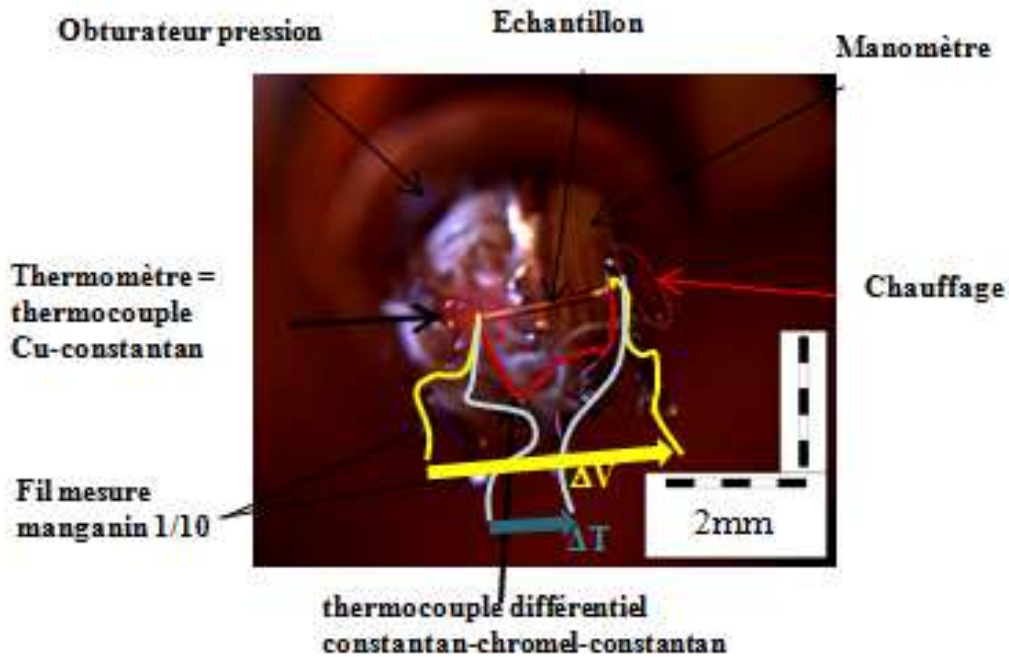 Obturateur pression
Echantillon
Manomètre
Thermomètre =
thermocouple
Cu-constantan
Chauffage
Fil mesure
manganin 1/10
ΔV
ΔT
2mm
thermocouple différentiel
constantan-chromel-constantan